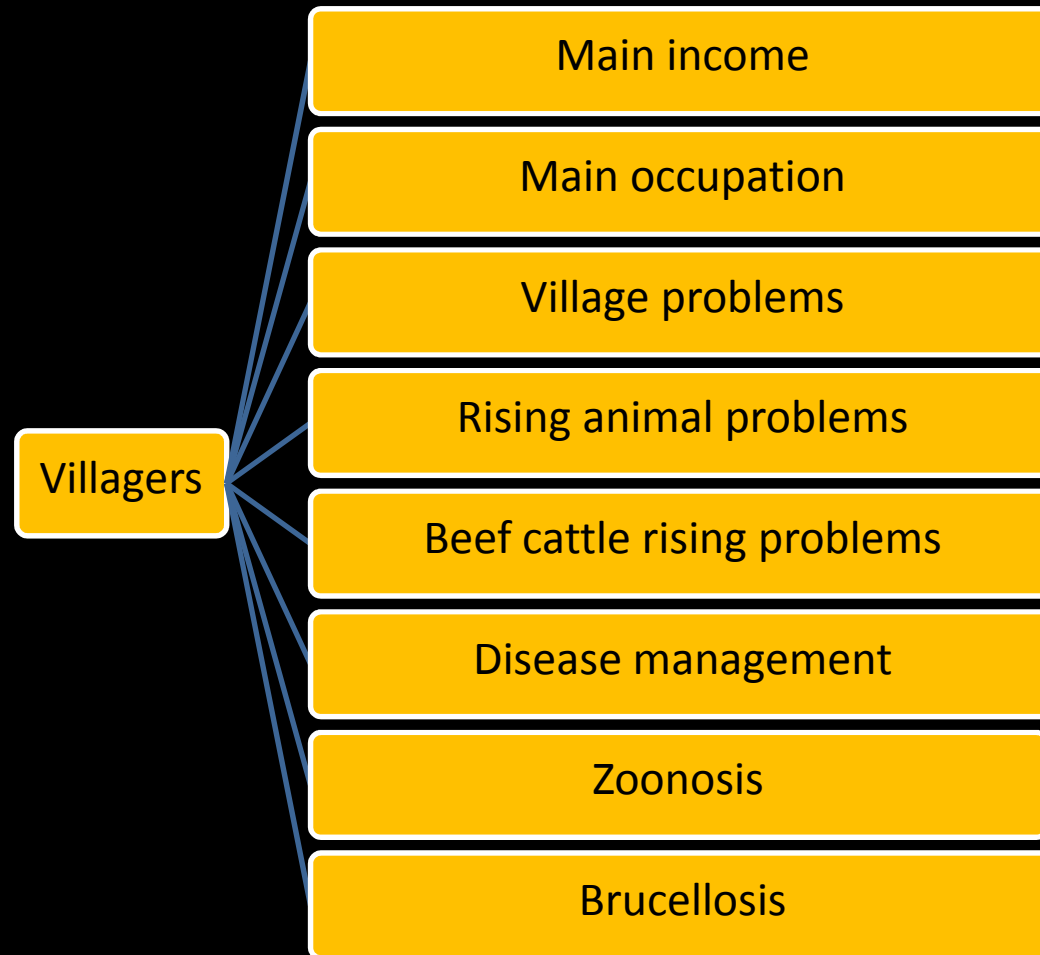 Main income
Main occupation
Village problems
Rising animal problems
Villagers
Beef cattle rising problems
Disease management
Zoonosis
Brucellosis